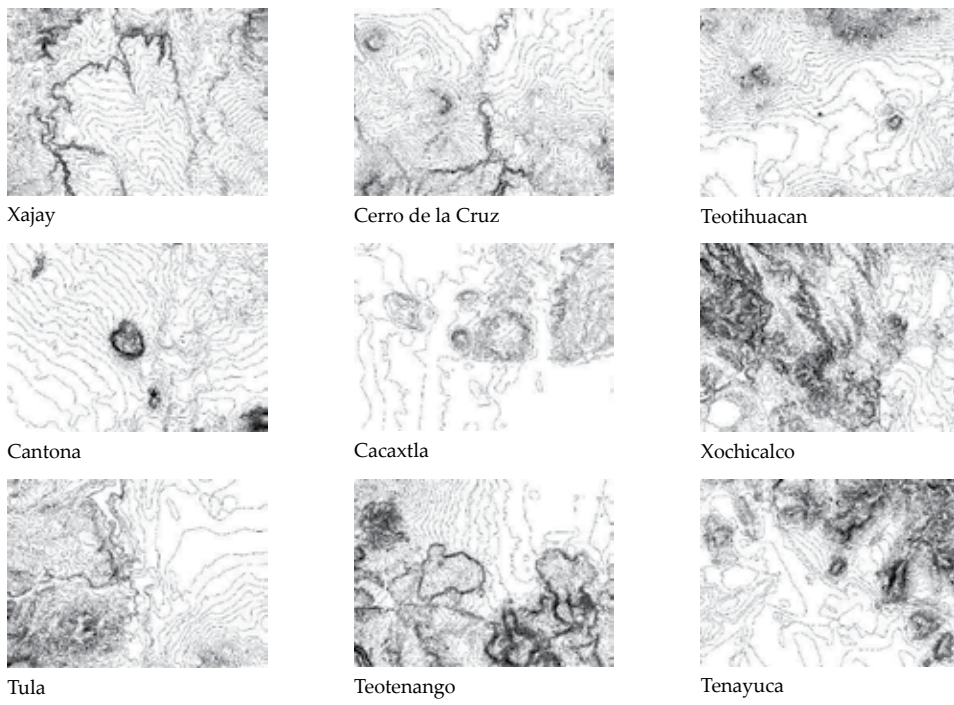 Xajay
Cerro de la Cruz
Teotihuacan
Cantona
Cacaxtla
Xochicalco
Tula
Teotenango
Tenayuca